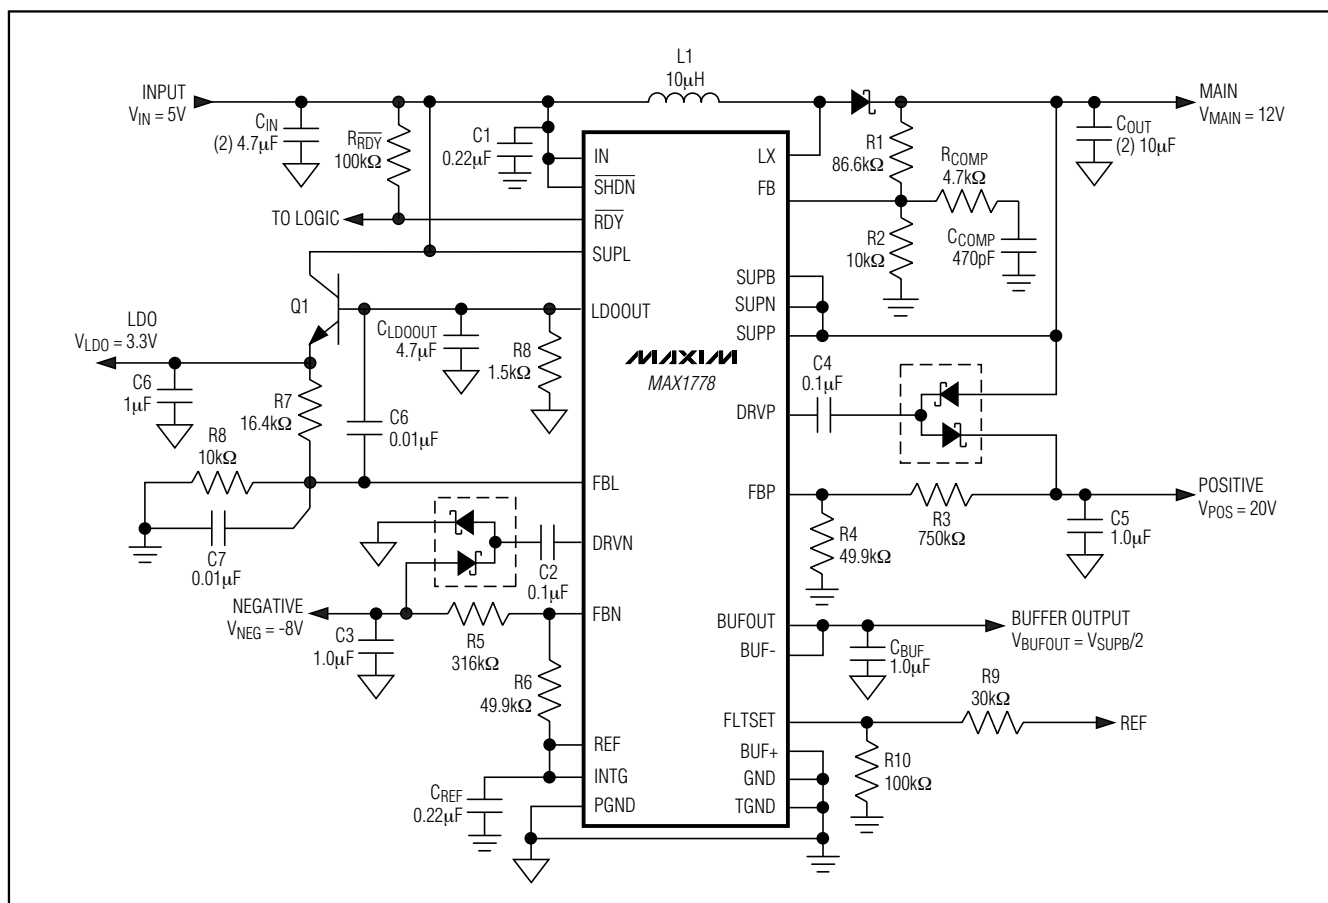 L1
10μH
INPUT
V_IN = 5V
MAIN
V_MAIN = 12V
C_IN
(2) 4.7μF
R_R̅D̅Y̅
100kΩ
C1
0.22μF
IN
S̅H̅D̅N̅
R̅D̅Y̅
TO LOGIC
SUPL
LX
FB
R1
86.6kΩ
R_COMP
4.7kΩ
C_OUT
(2) 10μF
R2
10kΩ
C_COMP
470pF
SUPB
SUPN
SUPP
Q1
LDO
V_LDO = 3.3V
C6
1μF
LDOOUT
C_LDOOUT
4.7μF
R8
1.5kΩ
MAXIM
MAX1778
C4
0.1μF
DRVP
R7
16.4kΩ
C6
0.01μF
R8
10kΩ
FBL
C7
0.01μF
FBP
R4
49.9kΩ
R3
750kΩ
POSITIVE
V_POS = 20V
C5
1.0μF
DRVN
C2
0.1μF
NEGATIVE
V_NEG = -8V
C3
1.0μF
R5
316kΩ
FBN
R6
49.9kΩ
BUFOUT
BUF-
C_BUF
1.0μF
BUFFER OUTPUT
V_BUFOUT = V_SUPB/2
FLTSET
R9
30kΩ
REF
R10
100kΩ
REF
INTG
PGND
C_REF
0.22μF
BUF+
GND
TGND